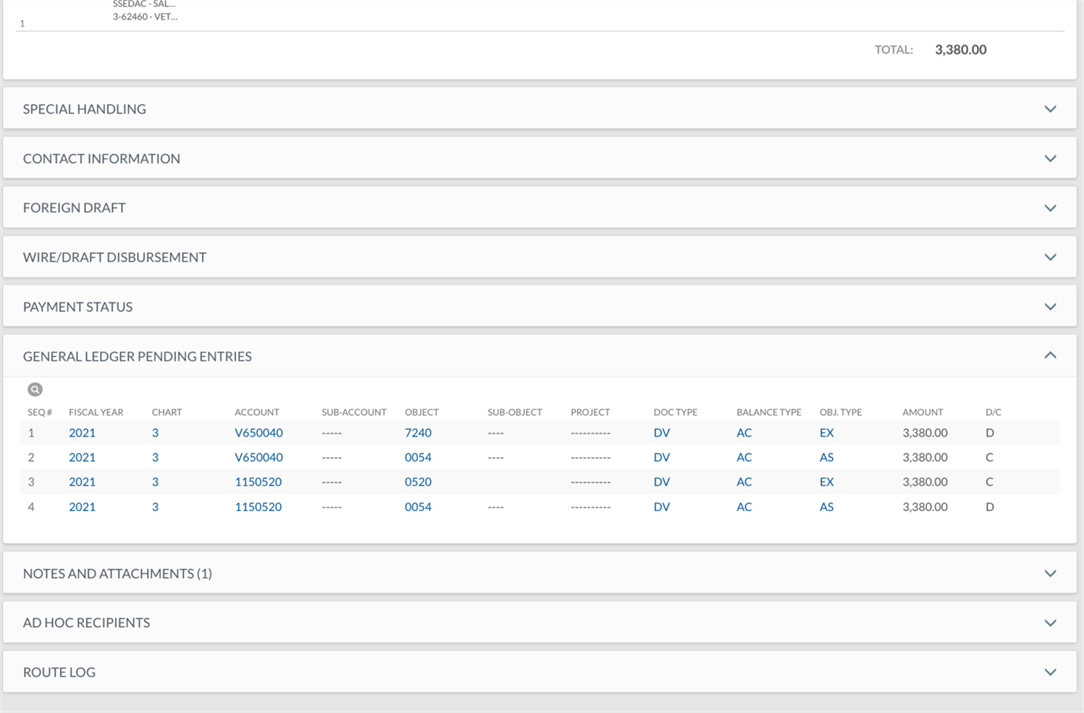 SSEDAC - SAL...
3-62460 - VET...
1
TOTAL: 3,380.00
SPECIAL HANDLING
CONTACT INFORMATION
FOREIGN DRAFT
WIRE/DRAFT DISBURSEMENT
PAYMENT STATUS
GENERAL LEDGER PENDING ENTRIES
SEQ # FISCAL YEAR CHART ACCOUNT SUB-ACCOUNT OBJECT SUB-OBJECT PROJECT DOC TYPE BALANCE TYPE OBJ. TYPE AMOUNT D/C
1 2021 3 V650040 ----- 7240 ---- ---------- DV AC EX 3,380.00 D
2 2021 3 V650040 ----- 0054 ---- ---------- DV AC AS 3,380.00 C
3 2021 3 1150520 ----- 0520 ---------- DV AC EX 3,380.00 C
4 2021 3 1150520 ----- 0054 ---- ---------- DV AC AS 3,380.00 D
NOTES AND ATTACHMENTS (1)
AD HOC RECIPIENTS
ROUTE LOG